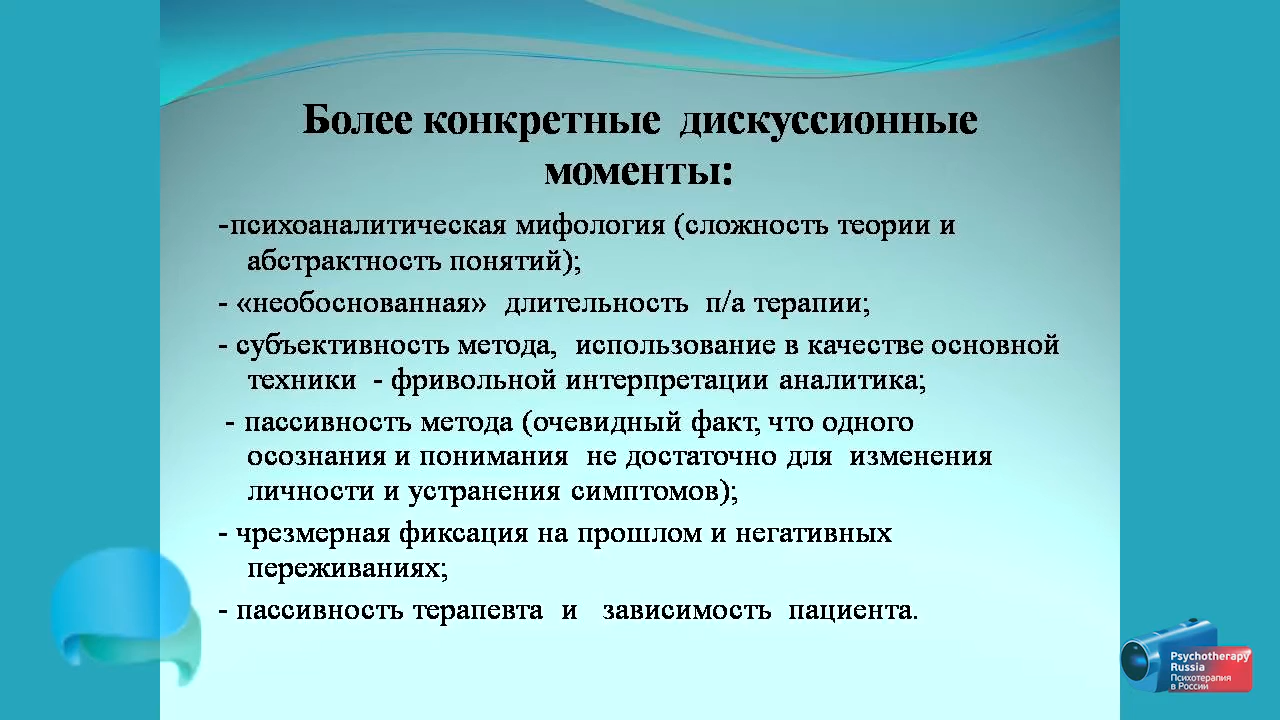 Более конкретные дискуссионные
моменты:
-психоаналитическая мифология (сложность теории и
абстрактность понятий);
- «необоснованная» длительность п/а терапии;
- субъективность метода, использование в качестве основной
техники - фривольной интерпретации аналитика;
- пассивность метода (очевидный факт, что одного
осознания и понимания не достаточно для изменения
личности и устранения симптомов);
- чрезмерная фиксация на прошлом и негативных
переживаниях;
- пассивность терапевта и зависимость пациента.
Psychotherapy
Russia
Психотерапия
в России